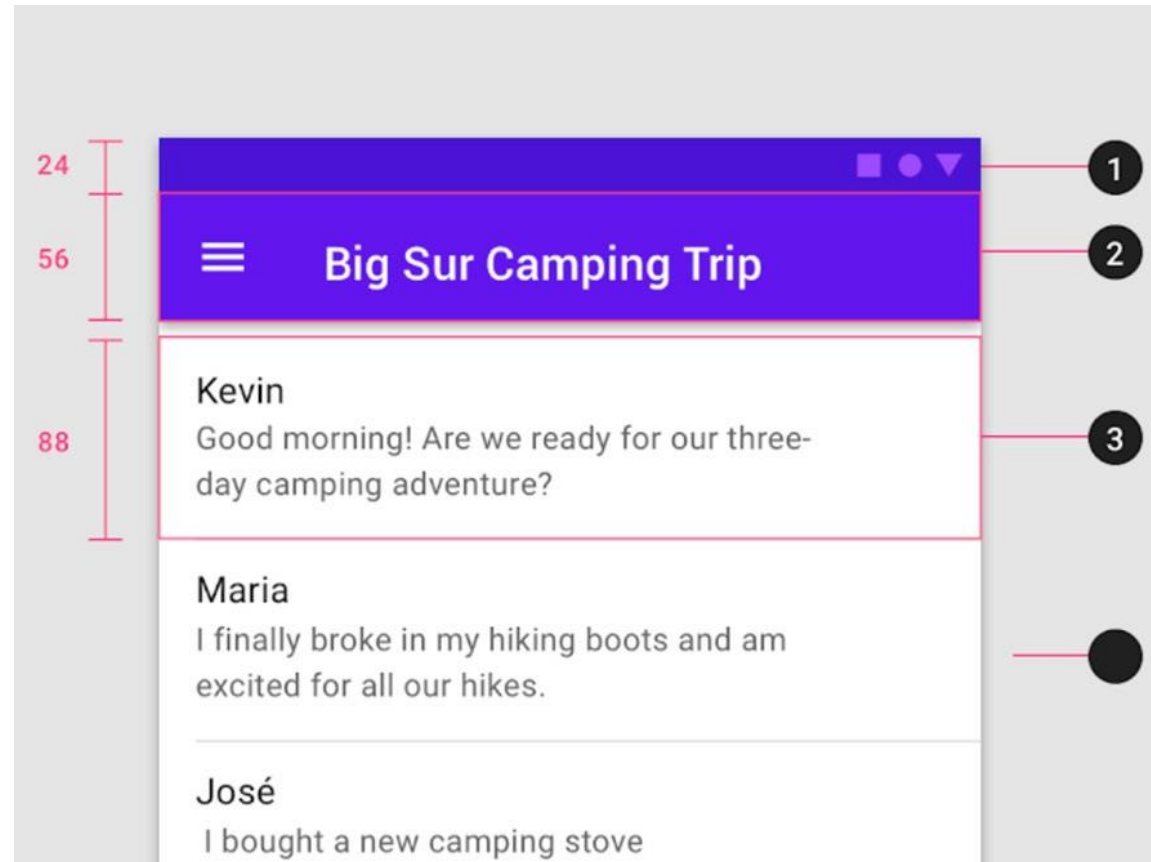 24
1
56
Big Sur Camping Trip
2
Kevin
Good morning! Are we ready for our three-
day camping adventure?
88
3
Maria
I finally broke in my hiking boots and am
excited for all our hikes.
José
I bought a new camping stove